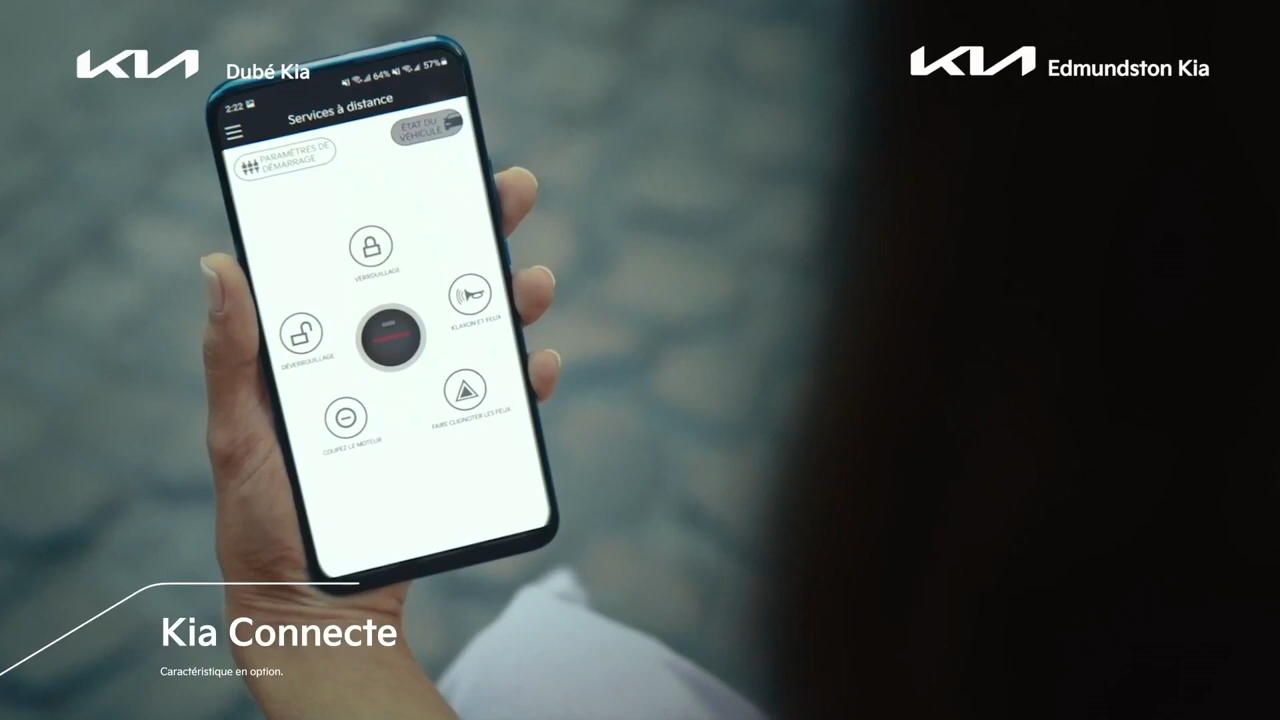 KIA Dubé Kia
KIA Edmundston Kia
2:22 64% 57%
Services à distance
ÉTAT DU
VÉHICULE
PARAMÈTRES DE
DÉMARRAGE
VERROUILLAGE
KLAXON ET FEUX
DÉVERROUILLAGE
FAIRE CLIGNOTER LES FEUX
COUPEZ LE MOTEUR
Kia Connecte
Caractéristique en option.